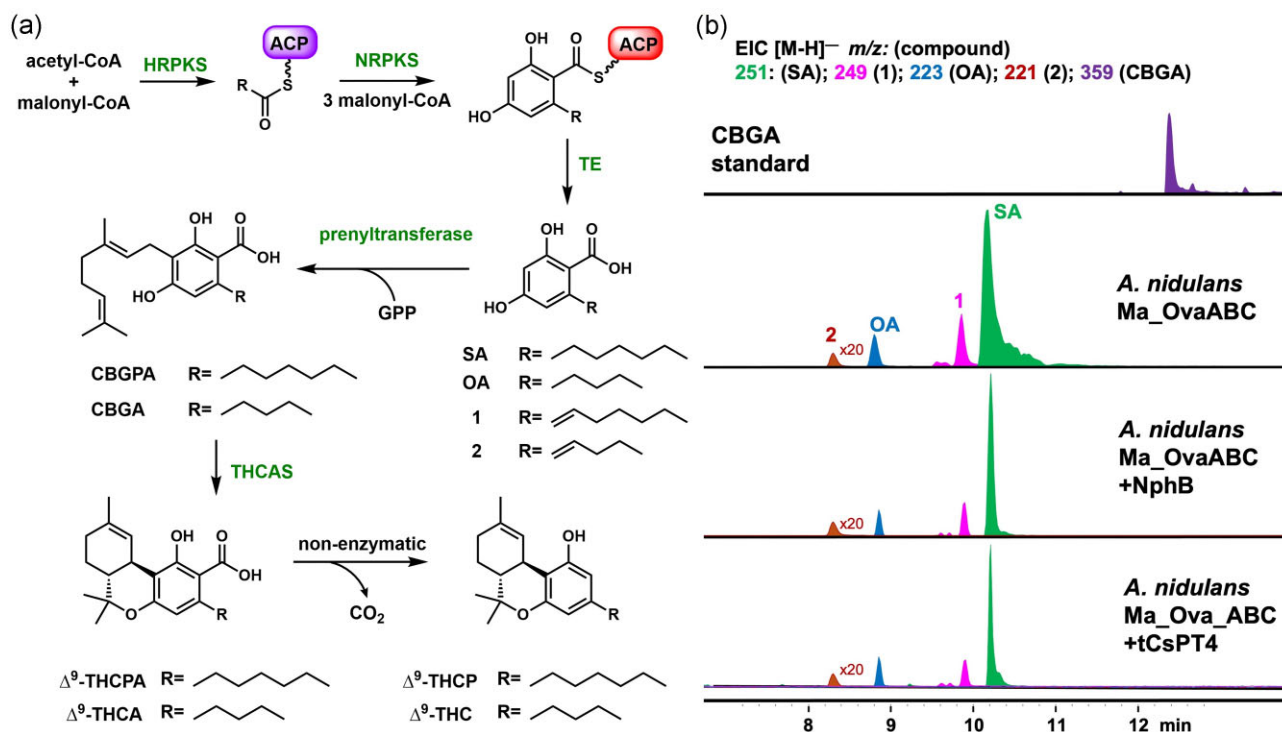 (a)
acetyl-CoA
+
malonyl-CoA
HRPKS
ACP
R
S
O
NRPKS
3 malonyl-CoA
OH
O
ACP
S
HO
R
TE
OH
O
OH
HO
R
prenyltransferase
GPP
OH
O
OH
HO
R
CBGPA R=
CBGA R=
SA R=
OA R=
1 R=
2 R=
THCAS
OH
O
OH
O
R
non-enzymatic
CO2
OH
O
R
Δ9-THCPA R=
Δ9-THCA R=
Δ9-THCP R=
Δ9-THC R=
(b)
EIC [M-H]— m/z: (compound)
251: (SA); 249 (1); 223 (OA); 221 (2); 359 (CBGA)
CBGA
standard
SA
1
OA
2
x20
A. nidulans
Ma_OvaABC
x20
A. nidulans
Ma_OvaABC
+NphB
x20
A. nidulans
Ma_Ova_ABC
+tCsPT4
8 9 10 11 12 min